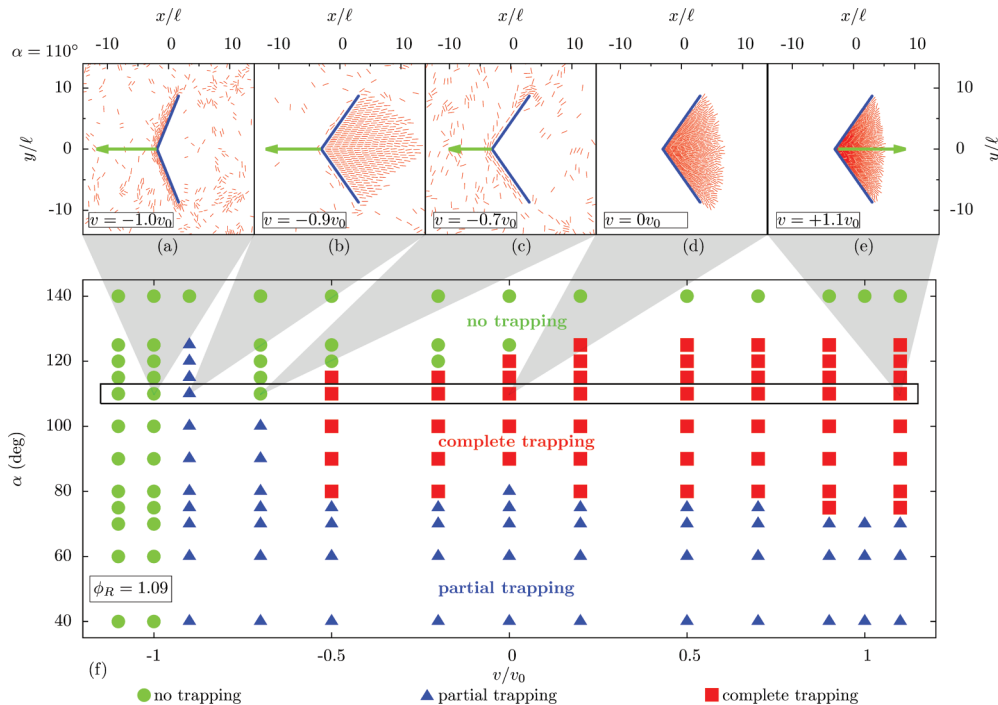 x/ℓ x/ℓ x/ℓ x/ℓ x/ℓ
α = 110° -10 0 10 -10 0 10 -10 0 10 -10 0 10 -10 0 10
10 10
y/ℓ 0 0 y/ℓ
-10 -10
v = −1.0v₀ v = −0.9v₀ v = −0.7v₀ v = 0v₀ v = +1.1v₀
(a) (b) (c) (d) (e)
140
no trapping
120
100
complete trapping
α (deg)
80
60
ϕR = 1.09
partial trapping
40
(f)
-1 -0.5 0 0.5 1
v/v₀
no trapping partial trapping complete trapping